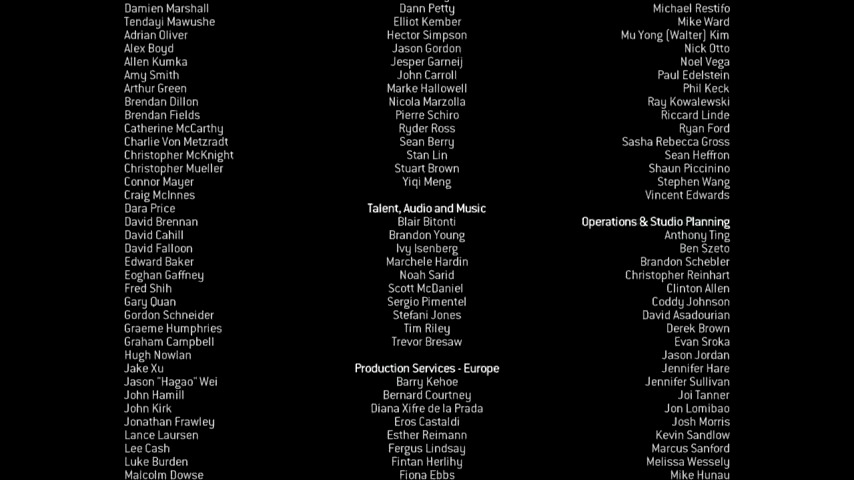 Damien Marshall
Tendayi Mawushe
Adrian Oliver
Alex Boyd
Allen Kumka
Amy Smith
Arthur Green
Brendan Dillon
Brendan Fields
Catherine McCarthy
Charlie Von Metzradt
Christopher McKnight
Christopher Mueller
Connor Mayer
Craig McInnes
Dara Price
David Brennan
David Cahill
David Falloon
Edward Baker
Eoghan Gaffney
Fred Shih
Gary Quan
Gordon Schneider
Graeme Humphries
Graham Campbell
Hugh Nowlan
Jake Xu
Jason "Hagao" Wei
John Hamill
John Kirk
Jonathan Frawley
Lance Laursen
Lee Cash
Luke Burden
Malcolm Dowse
Dann Petty
Elliot Kember
Hector Simpson
Jason Gordon
Jesper Garneij
John Carroll
Marke Hallowell
Nicola Marzolla
Pierre Schiro
Ryder Ross
Sean Berry
Stan Lin
Stuart Brown
Yiqi Meng
Talent, Audio and Music
Blair Bitonti
Brandon Young
Ivy Isenberg
Marchele Hardin
Noah Sarid
Scott McDaniel
Sergio Pimentel
Stefani Jones
Tim Riley
Trevor Bresaw
Production Services - Europe
Barry Kehoe
Bernard Courtney
Diana Xifre de la Prada
Eros Castaldi
Esther Reimann
Fergus Lindsay
Fintan Herlihy
Fiona Ebbs
Michael Restifo
Mike Ward
Mu Yong (Walter) Kim
Nick Otto
Noel Vega
Paul Edelstein
Phil Keck
Ray Kowalewski
Riccard Linde
Ryan Ford
Sasha Rebecca Gross
Sean Heffron
Shaun Piccinino
Stephen Wang
Vincent Edwards
Operations & Studio Planning
Anthony Ting
Ben Szeto
Brandon Schebler
Christopher Reinhart
Clinton Allen
Coddy Johnson
David Asadourian
Derek Brown
Evan Sroka
Jason Jordan
Jennifer Hare
Jennifer Sullivan
Joi Tanner
Jon Lomibao
Josh Morris
Kevin Sandlow
Marcus Sanford
Melissa Wessely
Mike Hunau